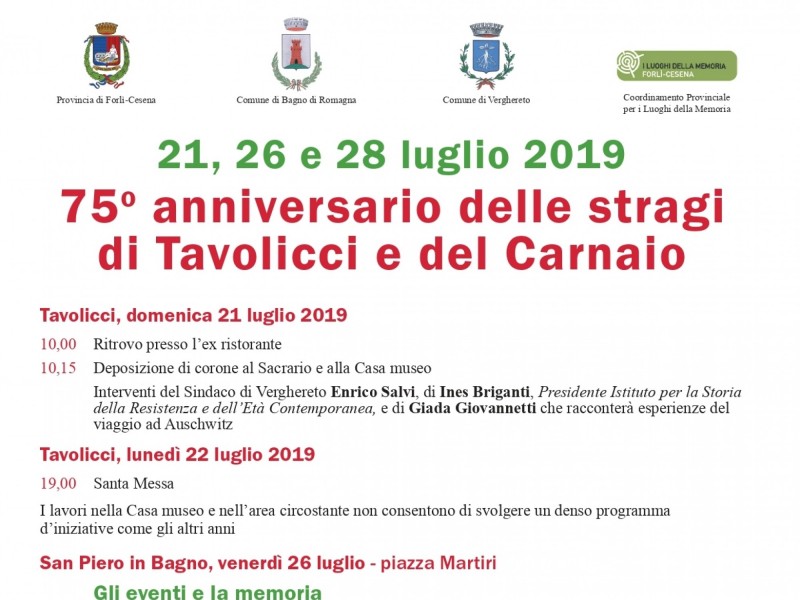 Provincia di Forlì-Cesena
Comune di Bagno di Romagna
Comune di Verghereto
I LUOGHI DELLA MEMORIA
FORLÌ-CESENA
Coordinamento Provinciale
per i Luoghi della Memoria
21, 26 e 28 luglio 2019
75º anniversario delle stragi
di Tavolicci e del Carnaio
Tavolicci, domenica 21 luglio 2019
10,00 Ritrovo presso l’ex ristorante
10,15 Deposizione di corone al Sacrario e alla Casa museo
Interventi del Sindaco di Verghereto Enrico Salvi, di Ines Briganti, Presidente Istituto per la Storia
della Resistenza e dell’Età Contemporanea, e di Giada Giovannetti che racconterà esperienze del
viaggio ad Auschwitz
Tavolicci, lunedì 22 luglio 2019
19,00 Santa Messa
I lavori nella Casa museo e nell’area circostante non consentono di svolgere un denso programma
d’iniziative come gli altri anni
San Piero in Bagno, venerdì 26 luglio - piazza Martiri
Gli eventi e la memoria